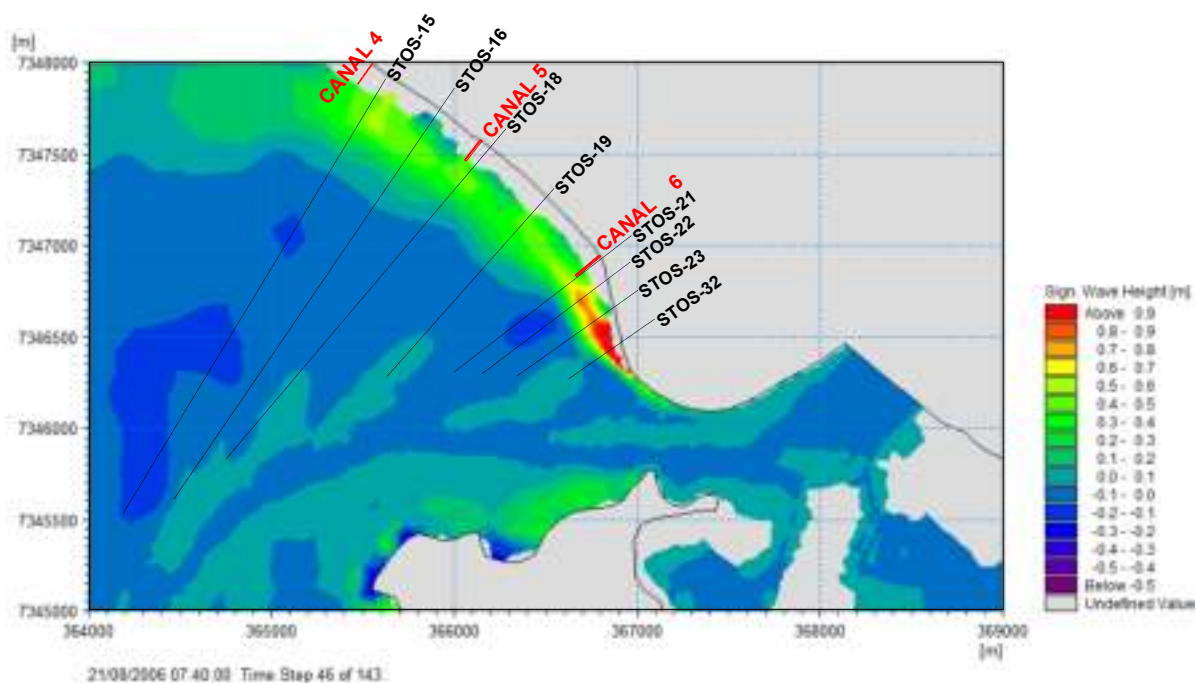 [m]
7348000
7347500
7347000
7346500
7346000
7345500
7345000
364000
365000
366000
367000
368000
369000
[m]
CANAL 4
STOS-15
STOS-16
CANAL 5
STOS-18
STOS-19
CANAL 6
STOS-21
STOS-22
STOS-23
STOS-32
Sign. Wave Height [m]
Above 0.9
0.8 - 0.9
0.7 - 0.8
0.6 - 0.7
0.5 - 0.6
0.4 - 0.5
0.3 - 0.4
0.2 - 0.3
0.1 - 0.2
0.0 - 0.1
-0.1 - 0.0
-0.2 - -0.1
-0.3 - -0.2
-0.4 - -0.3
-0.5 - -0.4
Below -0.5
Undefined Value
21/08/2006 07:40:00 Time Step 46 of 143.